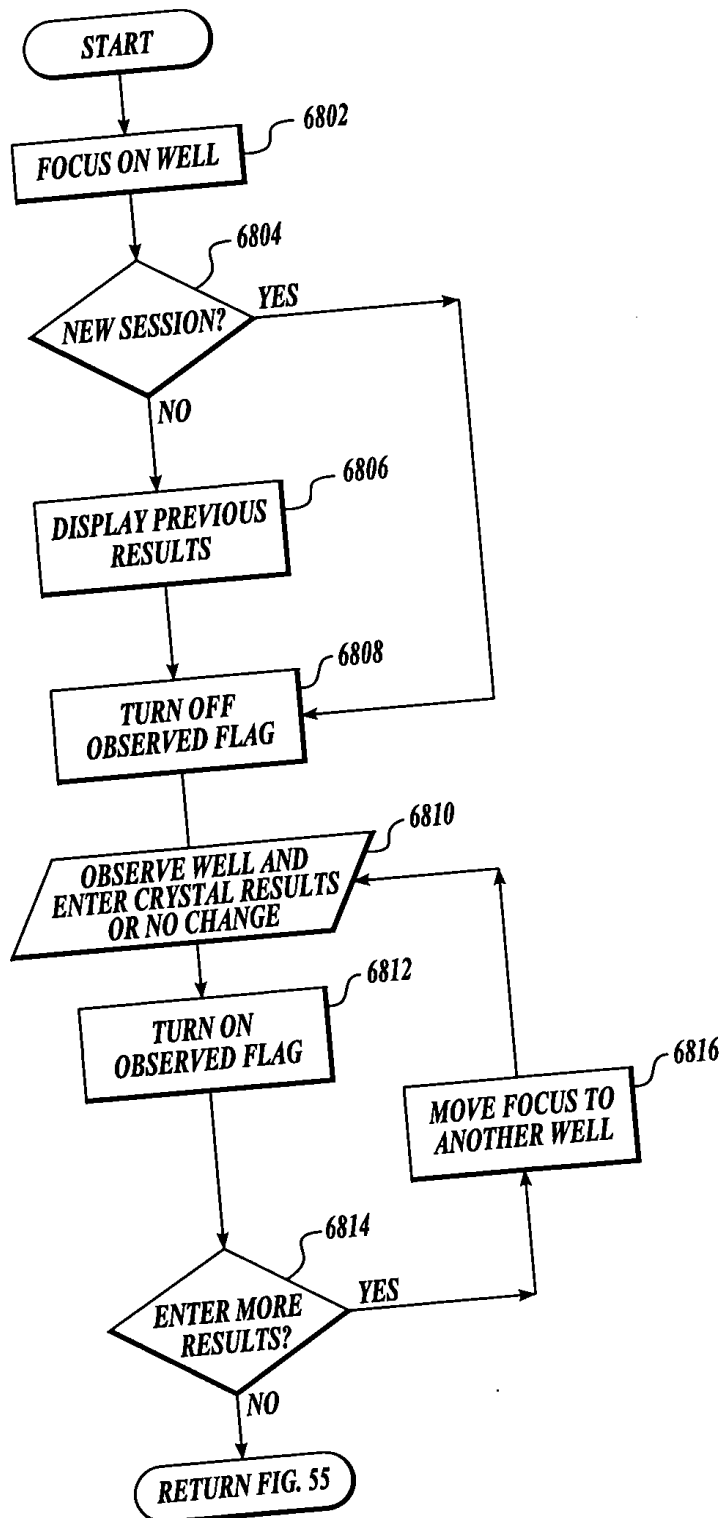 START
6802
FOCUS ON WELL
6804
NEW SESSION?
YES
NO
6806
DISPLAY PREVIOUS
RESULTS
6808
TURN OFF
OBSERVED FLAG
6810
OBSERVE WELL AND
ENTER CRYSTAL RESULTS
OR NO CHANGE
6812
TURN ON
OBSERVED FLAG
6816
MOVE FOCUS TO
ANOTHER WELL
6814
ENTER MORE
RESULTS?
YES
NO
RETURN FIG. 55